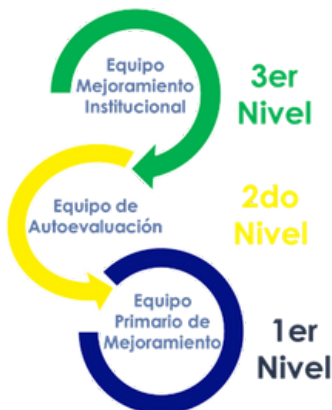 Equipo
Mejoramiento
Institucional
3er
Nivel
Equipo de
Autoevaluación
2do
Nivel
Equipo
Primario de
Mejoramiento
1er
Nivel